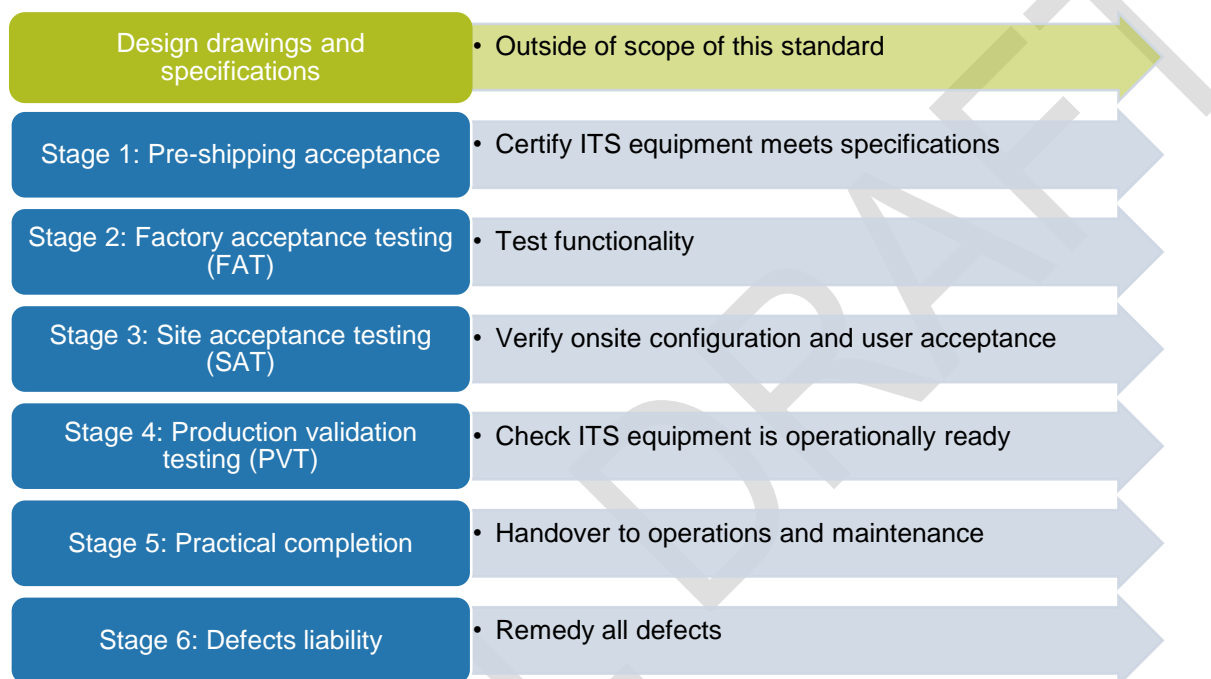 Design drawings and
specifications
• Outside of scope of this standard
Stage 1: Pre-shipping acceptance
• Certify ITS equipment meets specifications
Stage 2: Factory acceptance testing
(FAT)
• Test functionality
Stage 3: Site acceptance testing
(SAT)
• Verify onsite configuration and user acceptance
Stage 4: Production validation
testing (PVT)
• Check ITS equipment is operationally ready
Stage 5: Practical completion
• Handover to operations and maintenance
Stage 6: Defects liability
• Remedy all defects
DRAFT